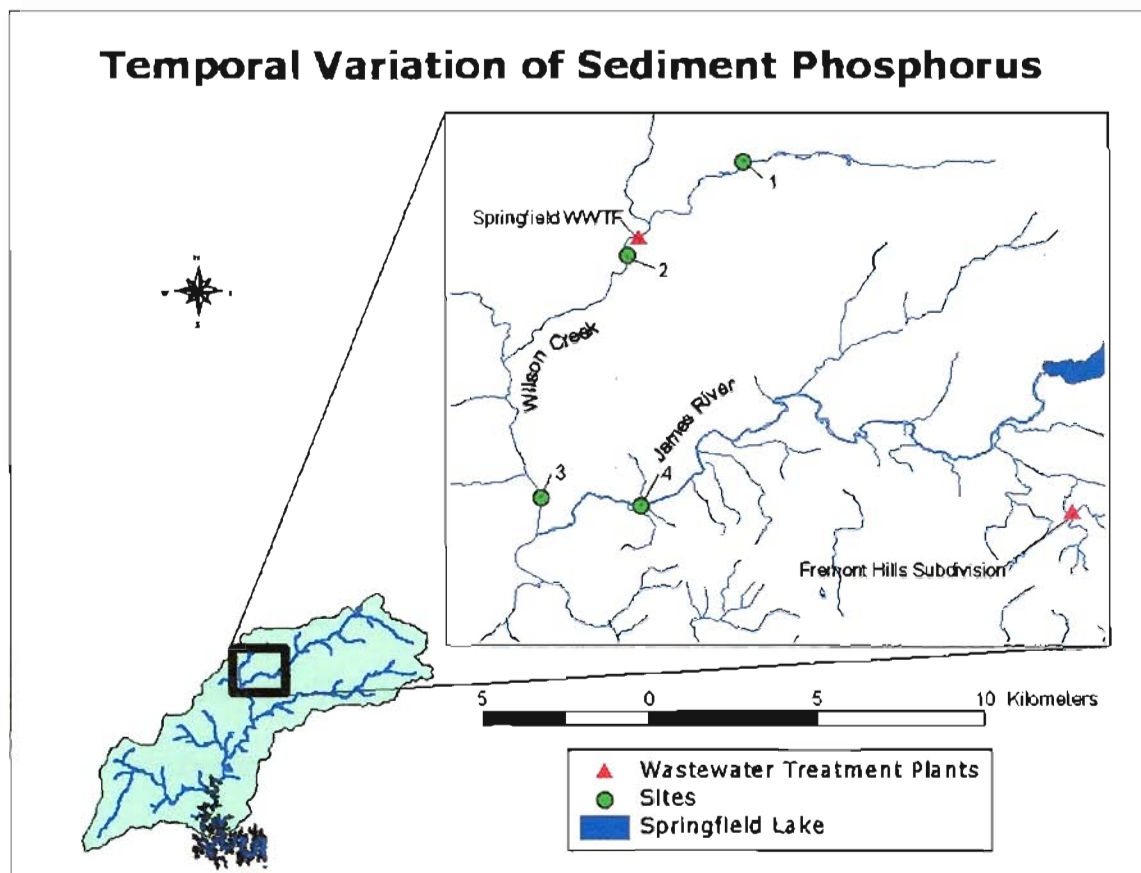 Temporal Variation of Sediment Phosphorus
1
Springfield WWTF
2
Wilson Creek
James River
3
4
Fremont Hills Subdivision
N
S
5 0 5 10 Kilometers
Wastewater Treatment Plants
Sites
Springfield Lake